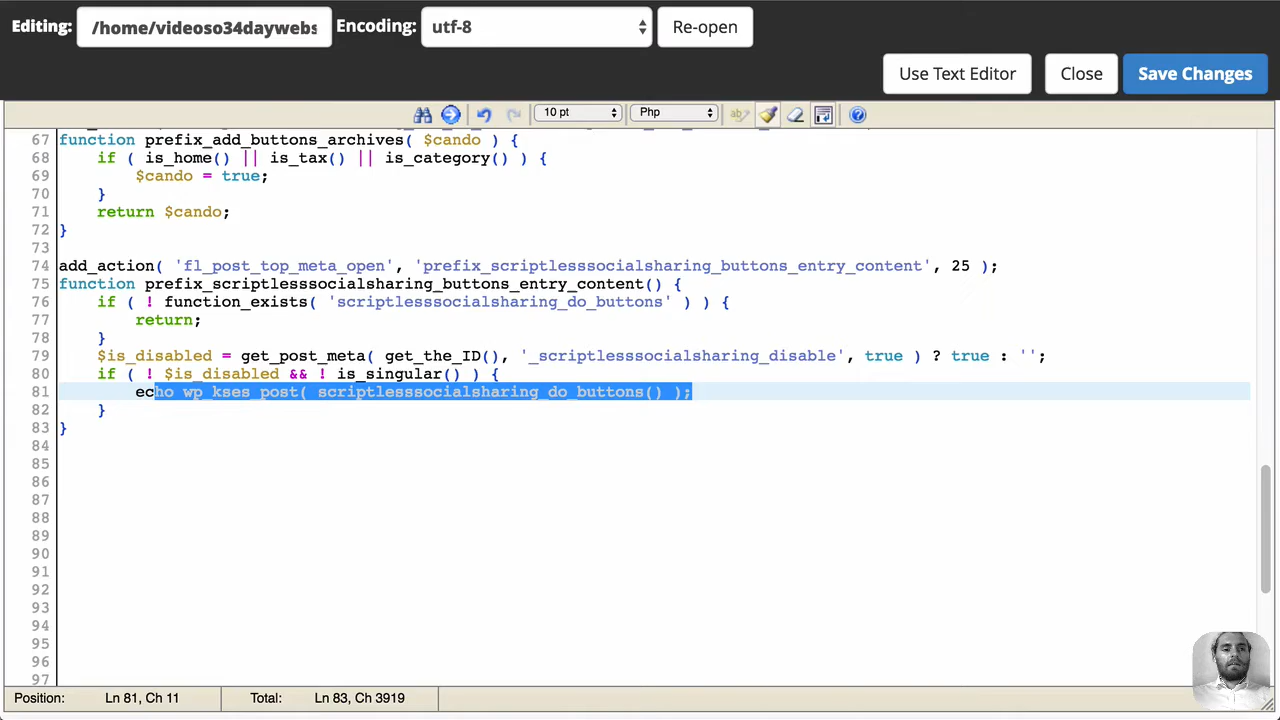 Editing: /home/videoso34daywebs Encoding: utf-8 Re-open
Use Text Editor Close Save Changes
10 pt Php
67 function prefix_add_buttons_archives( $cando ) {
68 if ( is_home() || is_tax() || is_category() ) {
69 $cando = true;
70 }
71 return $cando;
72 }
73
74 add_action( 'fl_post_top_meta_open', 'prefix_scriptlesssocialsharing_buttons_entry_content', 25 );
75 function prefix_scriptlesssocialsharing_buttons_entry_content() {
76 if ( ! function_exists( 'scriptlesssocialsharing_do_buttons' ) ) {
77 return;
78 }
79 $is_disabled = get_post_meta( get_the_ID(), '_scriptlesssocialsharing_disable', true ) ? true : '';
80 if ( ! $is_disabled && ! is_singular() ) {
81 echo wp_kses_post( scriptlesssocialsharing_do_buttons() );
82 }
83 }
84
85
86
87
88
89
90
91
92
93
94
95
96
97
Position: Ln 81, Ch 11 Total: Ln 83, Ch 3919